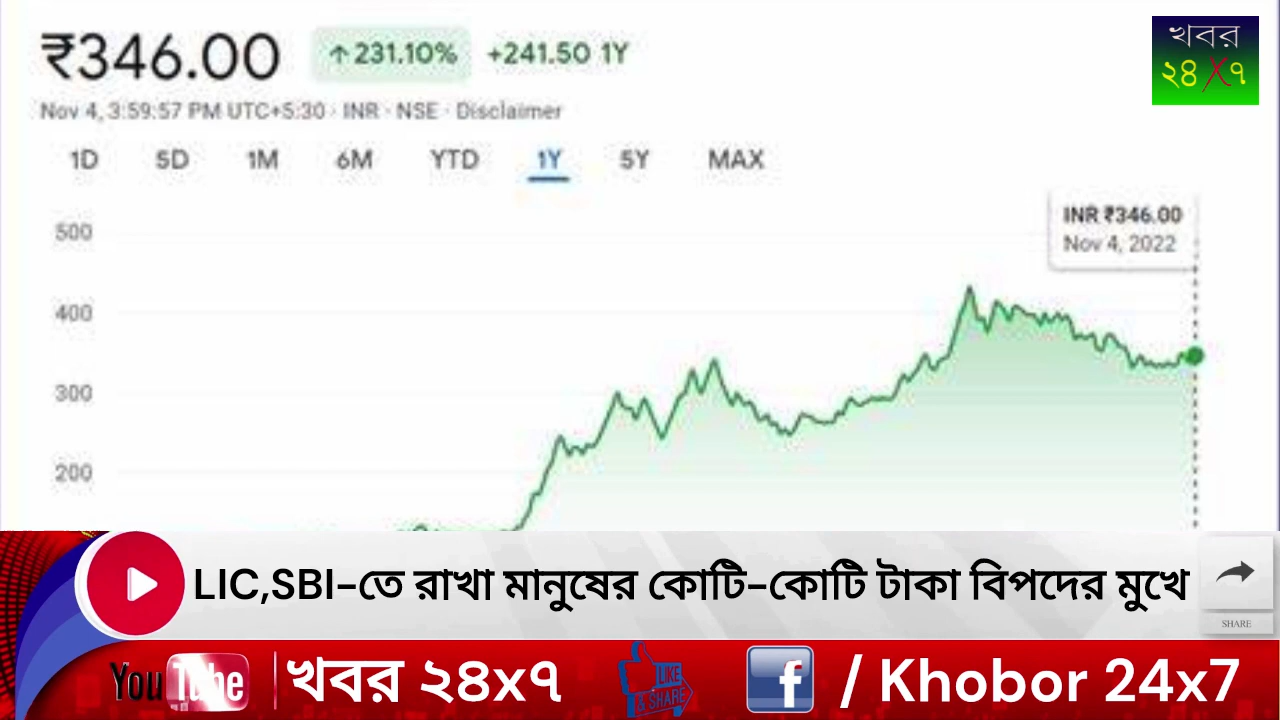 ₹346.00 ↑231.10% +241.50 1Y
খবর
২৪X৭
Nov 4, 3:59:57 PM UTC+5:30 · INR · NSE · Disclaimer
1D 5D 1M 6M YTD 1Y 5Y MAX
INR ₹346.00
Nov 4, 2022
500
400
300
200
LIC,SBI-তে রাখা মানুষের কোটি-কোটি টাকা বিপদের মুখে
SHARE
YouTube খবর ২৪x৭ LIKE & SHARE f / Khobor 24x7